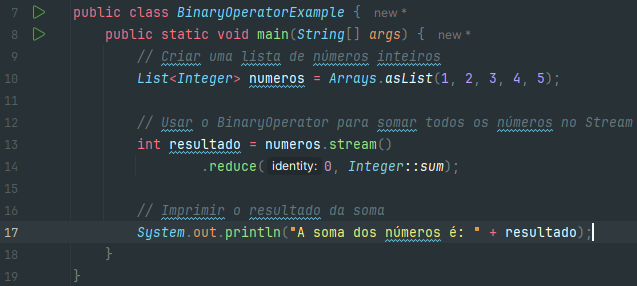 7 public class BinaryOperatorExample { new *
8 public static void main(String[] args) { new *
9 // Criar uma lista de números inteiros
10 List<Integer> numeros = Arrays.asList(1, 2, 3, 4, 5);
11
12 // Usar o BinaryOperator para somar todos os números no Stream
13 int resultado = numeros.stream()
14 .reduce( identity: 0, Integer::sum);
15
16 // Imprimir o resultado da soma
17 System.out.println("A soma dos números é: " + resultado);
18 }
19 }